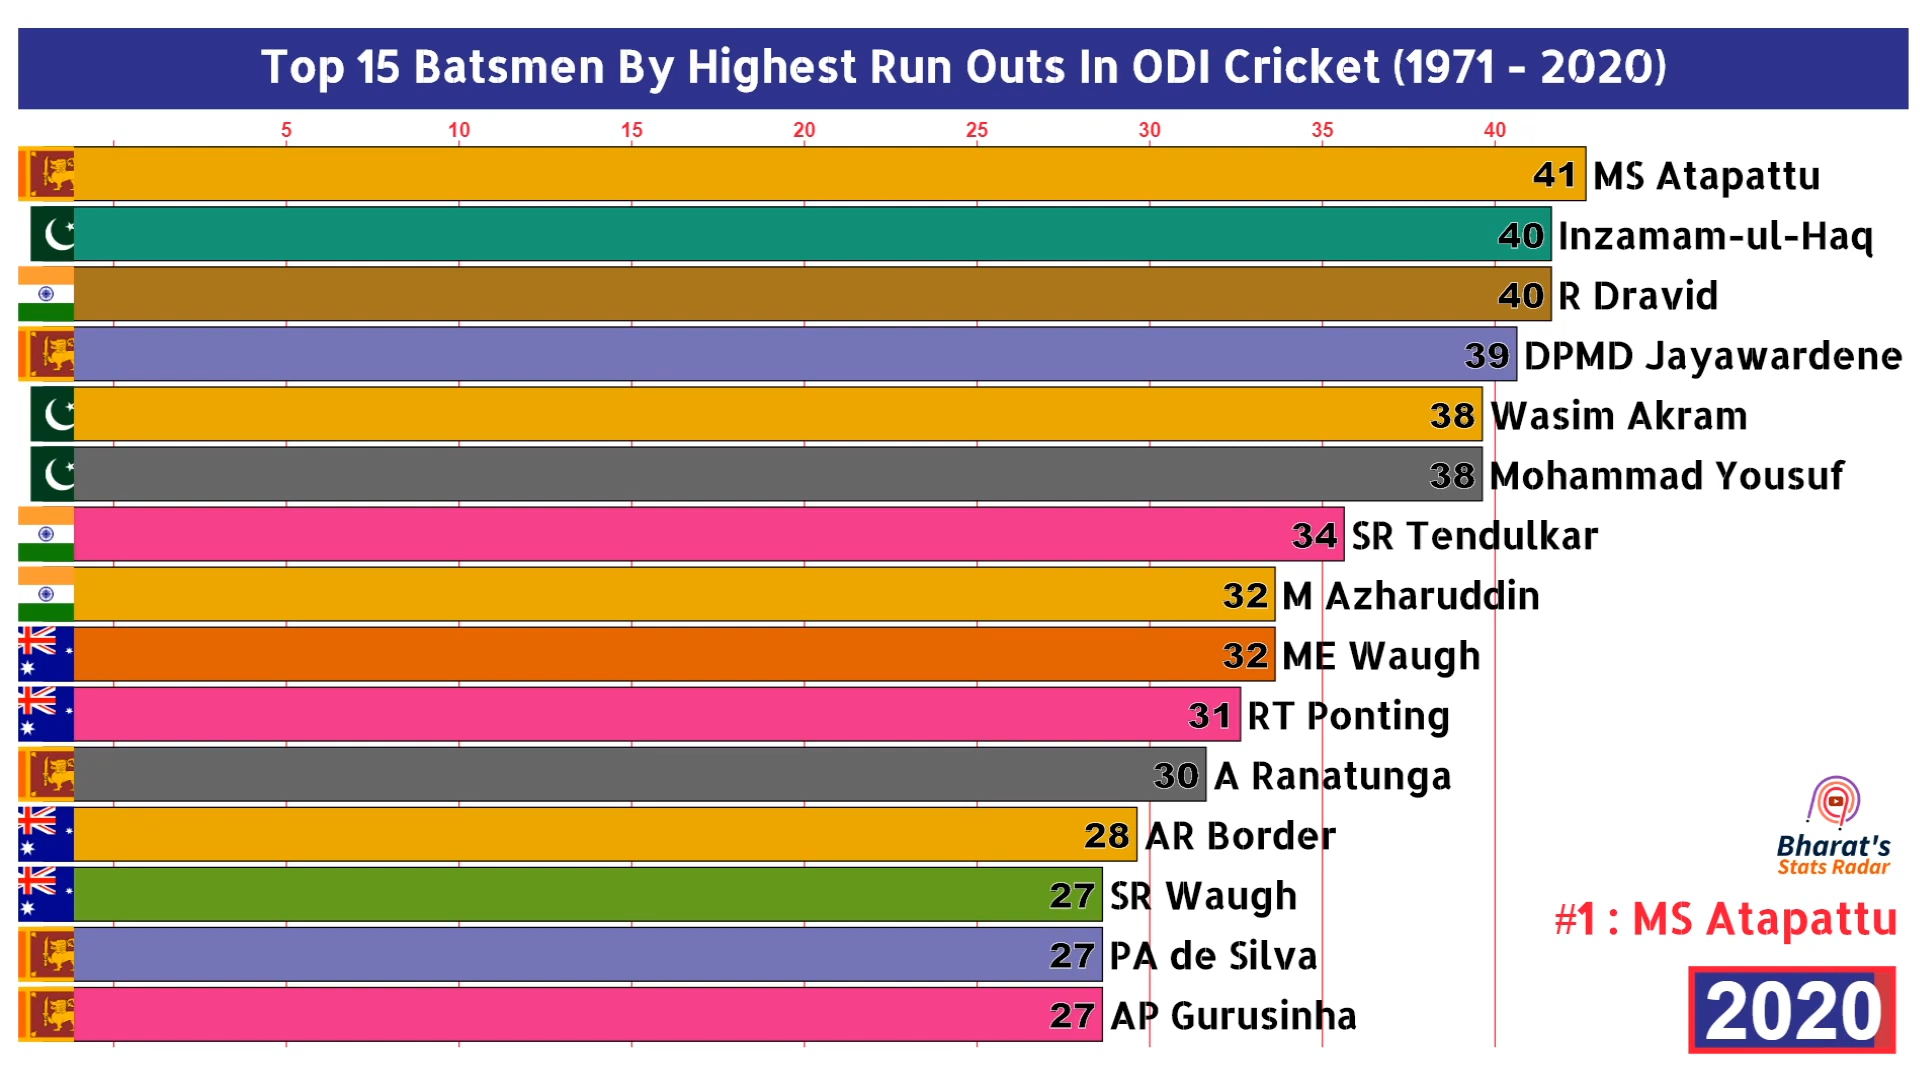 Top 15 Batsmen By Highest Run Outs In ODI Cricket (1971 - 2020)
5 10 15 20 25 30 35 40
41 MS Atapattu
40 Inzamam-ul-Haq
40 R Dravid
39 DPMD Jayawardene
38 Wasim Akram
38 Mohammad Yousuf
34 SR Tendulkar
32 M Azharuddin
32 ME Waugh
31 RT Ponting
30 A Ranatunga
28 AR Border
27 SR Waugh
27 PA de Silva
27 AP Gurusinha
Bharat's
Stats Radar
#1 : MS Atapattu
2020